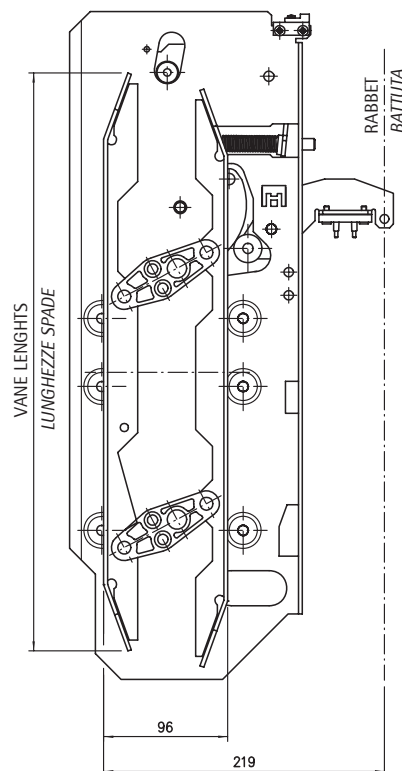 RABBET
BATTUTA
VANE LENGHTS
LUNGHEZZE SPADE
96
219